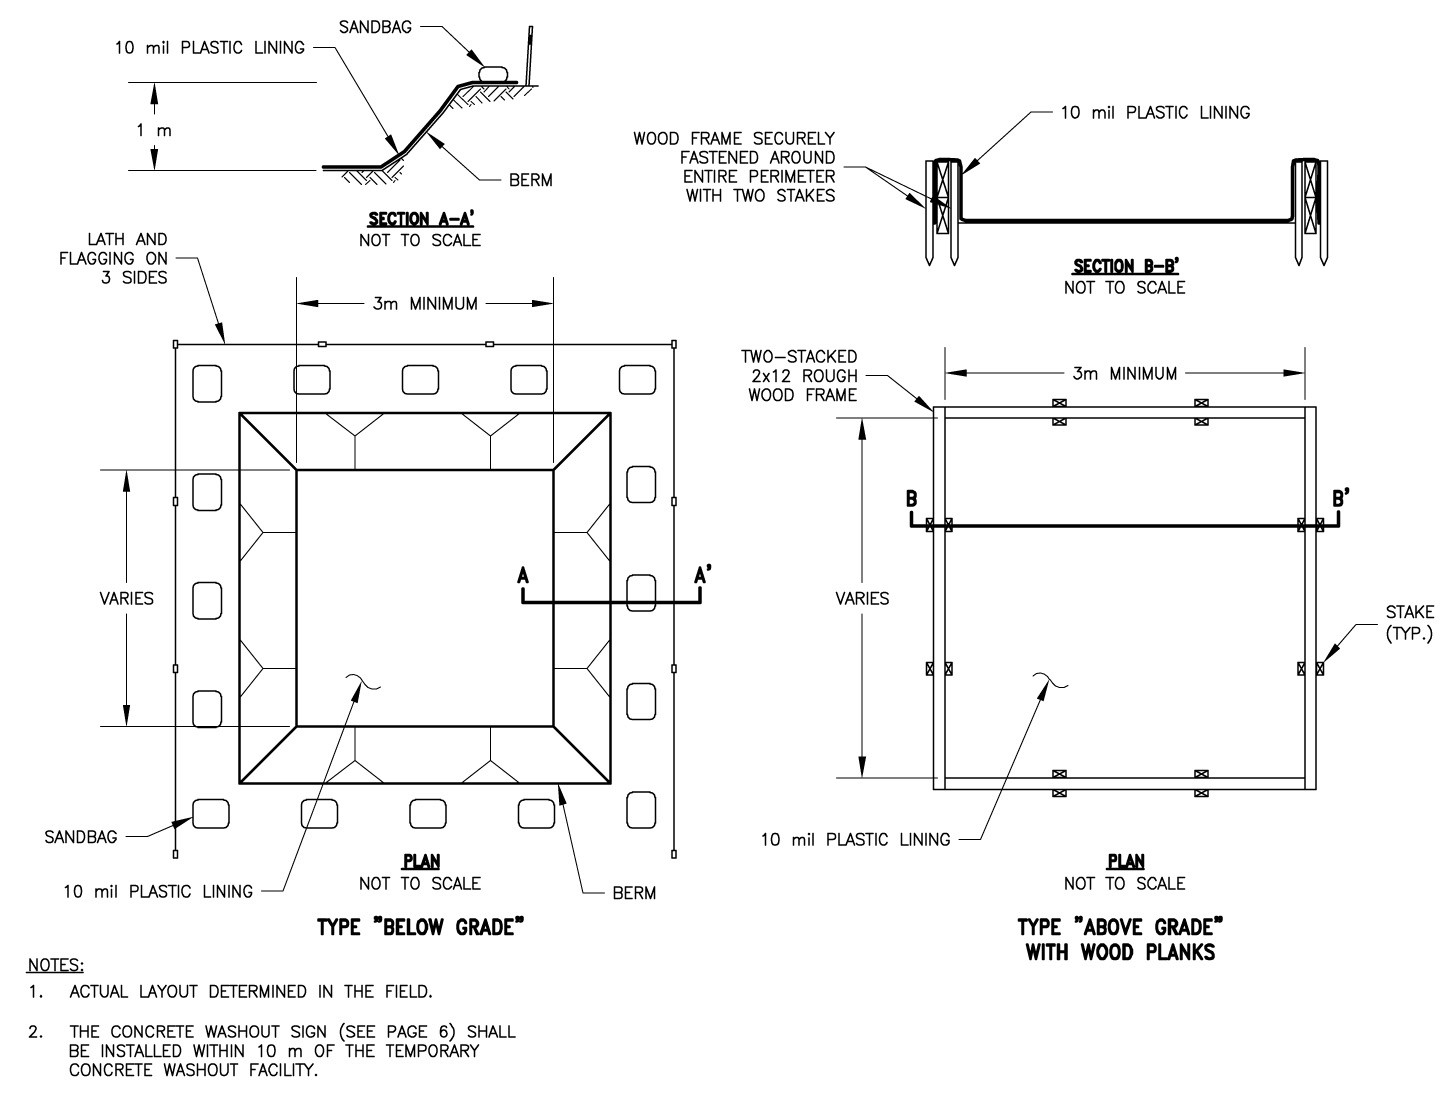 SANDBAG
10 mil PLASTIC LINING
1 m
BERM
SECTION A-A'
NOT TO SCALE
10 mil PLASTIC LINING
WOOD FRAME SECURELY
FASTENED AROUND
ENTIRE PERIMETER
WITH TWO STAKES
SECTION B-B'
NOT TO SCALE
LATH AND
FLAGGING ON
3 SIDES
3m MINIMUM
VARIES
A
A'
SANDBAG
10 mil PLASTIC LINING
BERM
PLAN
NOT TO SCALE
TYPE "BELOW GRADE"
TWO-STACKED
2x12 ROUGH
WOOD FRAME
3m MINIMUM
B
B'
VARIES
STAKE
(TYP.)
10 mil PLASTIC LINING
PLAN
NOT TO SCALE
TYPE "ABOVE GRADE"
WITH WOOD PLANKS
NOTES:
1. ACTUAL LAYOUT DETERMINED IN THE FIELD.
2. THE CONCRETE WASHOUT SIGN (SEE PAGE 6) SHALL
BE INSTALLED WITHIN 10 m OF THE TEMPORARY
CONCRETE WASHOUT FACILITY.